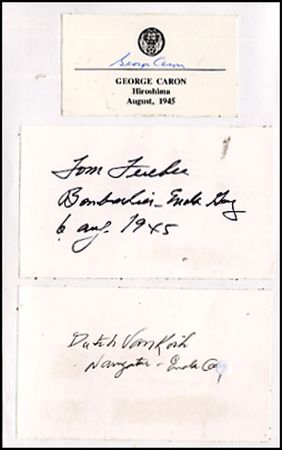 George Caron
GEORGE CARON
Hiroshima
August, 1945
Tom Ferebee
Bombardier - Enola Gay
6 aug. 1945
Dutch Van Kirk
Navigator - Enola Gay